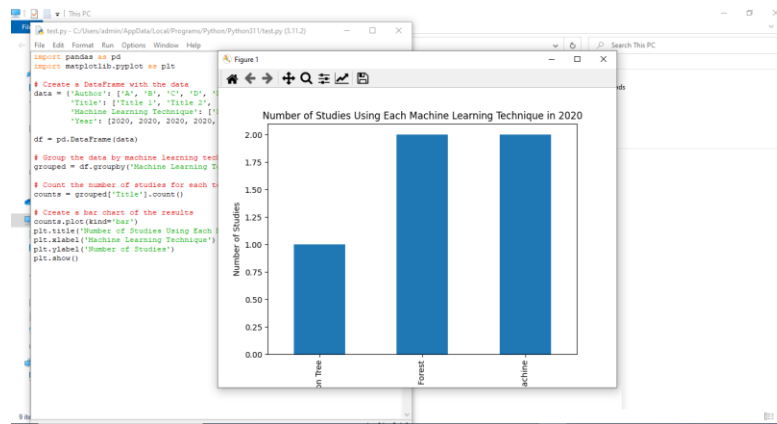 This PC
test.py - C:/Users/admin/AppData/Local/Programs/Python/Python311/test.py (3.11.2)
File Edit Format Run Options Window Help
Search This PC
import pandas as pd
import matplotlib.pyplot as plt
# Create a DataFrame with the data
data = {'Author': ['A', 'B', 'C', 'D', '
'Title': ['Title 1', 'Title 2',
'Machine Learning Technique': ['
'Year': [2020, 2020, 2020, 2020,
df = pd.DataFrame(data)
# Group the data by machine learning tec
grouped = df.groupby('Machine Learning T
# Count the number of studies for each t
counts = grouped['Title'].count()
# Create a bar chart of the results
counts.plot(kind='bar')
plt.title('Number of Studies Using Each
plt.xlabel('Machine Learning Technique')
plt.ylabel('Number of Studies')
plt.show()
Figure 1
Number of Studies Using Each Machine Learning Technique in 2020
2.00
1.75
1.50
1.25
1.00
0.75
0.50
0.25
0.00
Number of Studies
on Tree
Forest
achine